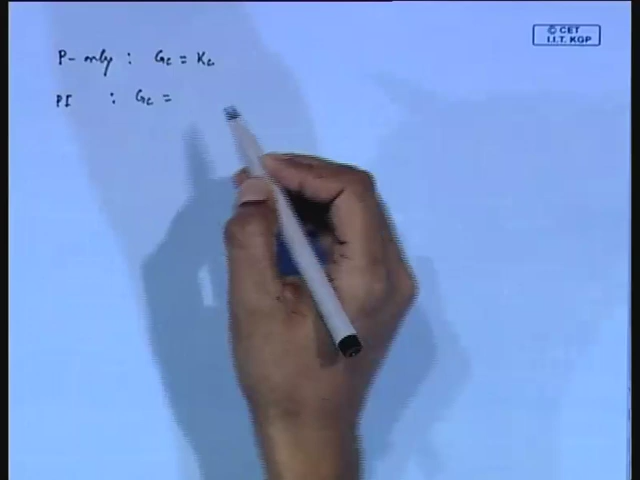 © CET
I.I.T. KGP
P-only : Gc = Kc
PI : Gc =